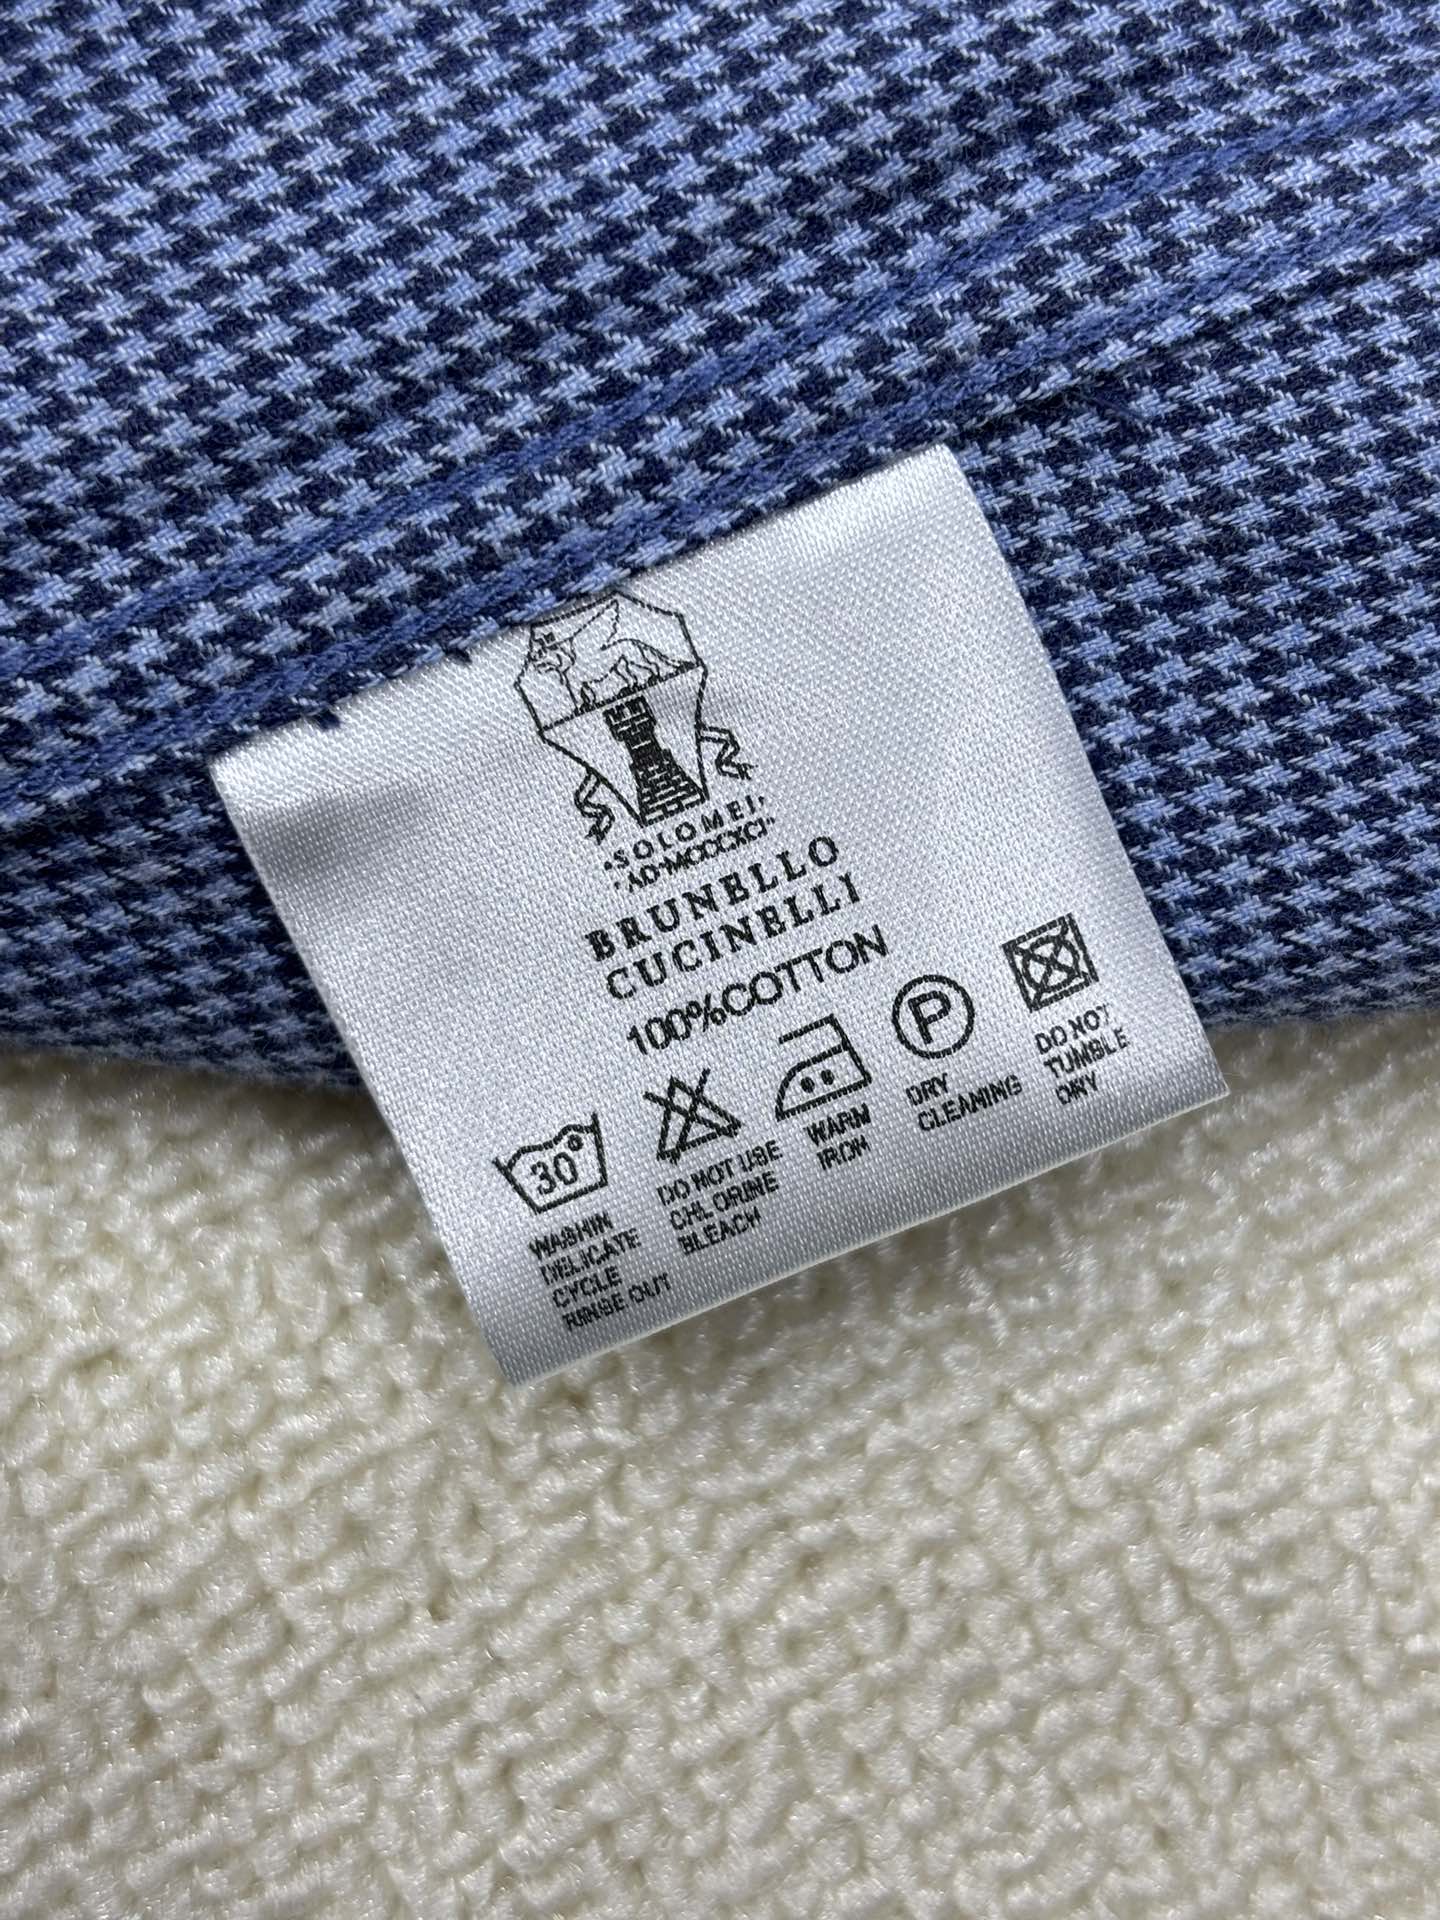 •SOLOMEI•
•AD•MCCCXCI•
BRUNELLO
CUCINELLI
100%COTTON
30°
WASHIN
DELICATE
CYCLE
RINSE OUT
DO NOT USE
CHLORINE
BLEACH
WARM
IRON
P
DRY
CLEANING
DO NOT
TUMBLE
DRY